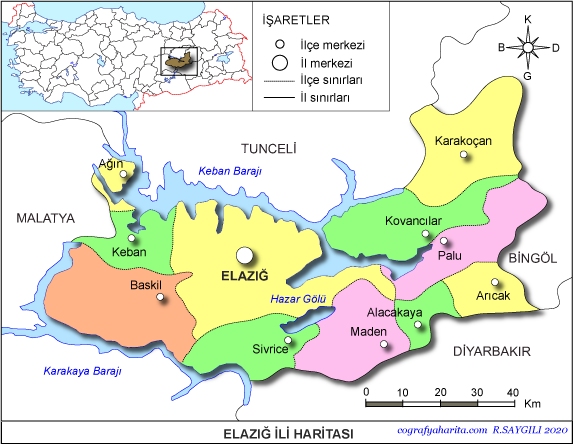 İŞARETLER
İlçe merkezi
İl merkezi
İlçe sınırları
İl sınırları
K
B
D
G
TUNCELİ
Keban Barajı
Karakoçan
Ağın
MALATYA
Kovancılar
Keban
Palu
BİNGÖL
ELAZIĞ
Baskil
Arıcak
Hazar Gölü
Alacakaya
Maden
Sivrice
DİYARBAKIR
Karakaya Barajı
0 10 20 30 40
Km
ELAZIĞ İLİ HARİTASI
cografyaharita.com R.SAYGILI 2020